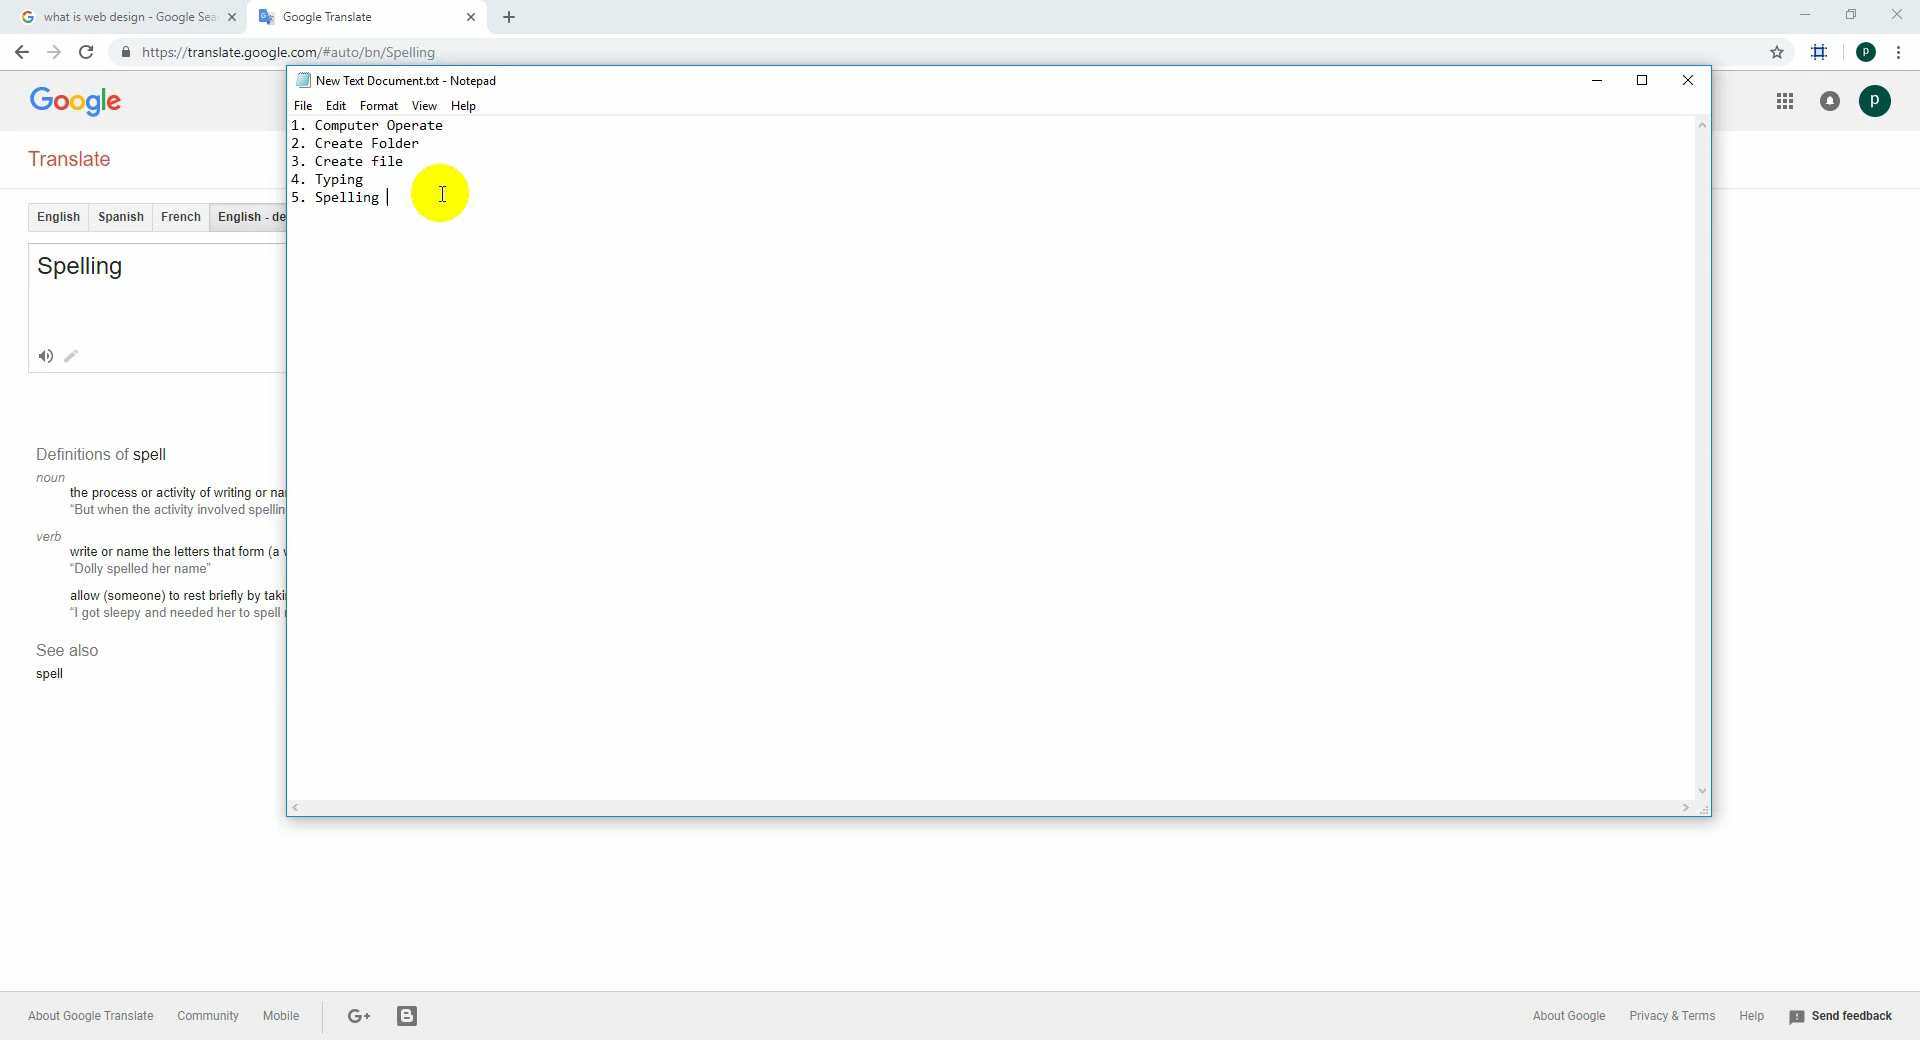 what is web design - Google Sea
Google Translate
https://translate.google.com/#auto/bn/Spelling
P
New Text Document.txt - Notepad
File Edit Format View Help
1. Computer Operate
2. Create Folder
3. Create file
4. Typing
5. Spelling
Google
P
Translate
English Spanish French English - de
Spelling
Definitions of spell
noun
the process or activity of writing or na
“But when the activity involved spellin
verb
write or name the letters that form (a w
“Dolly spelled her name”
allow (someone) to rest briefly by taki
“I got sleepy and needed her to spell
See also
spell
About Google Translate Community Mobile G+ B
About Google Privacy & Terms Help Send feedback